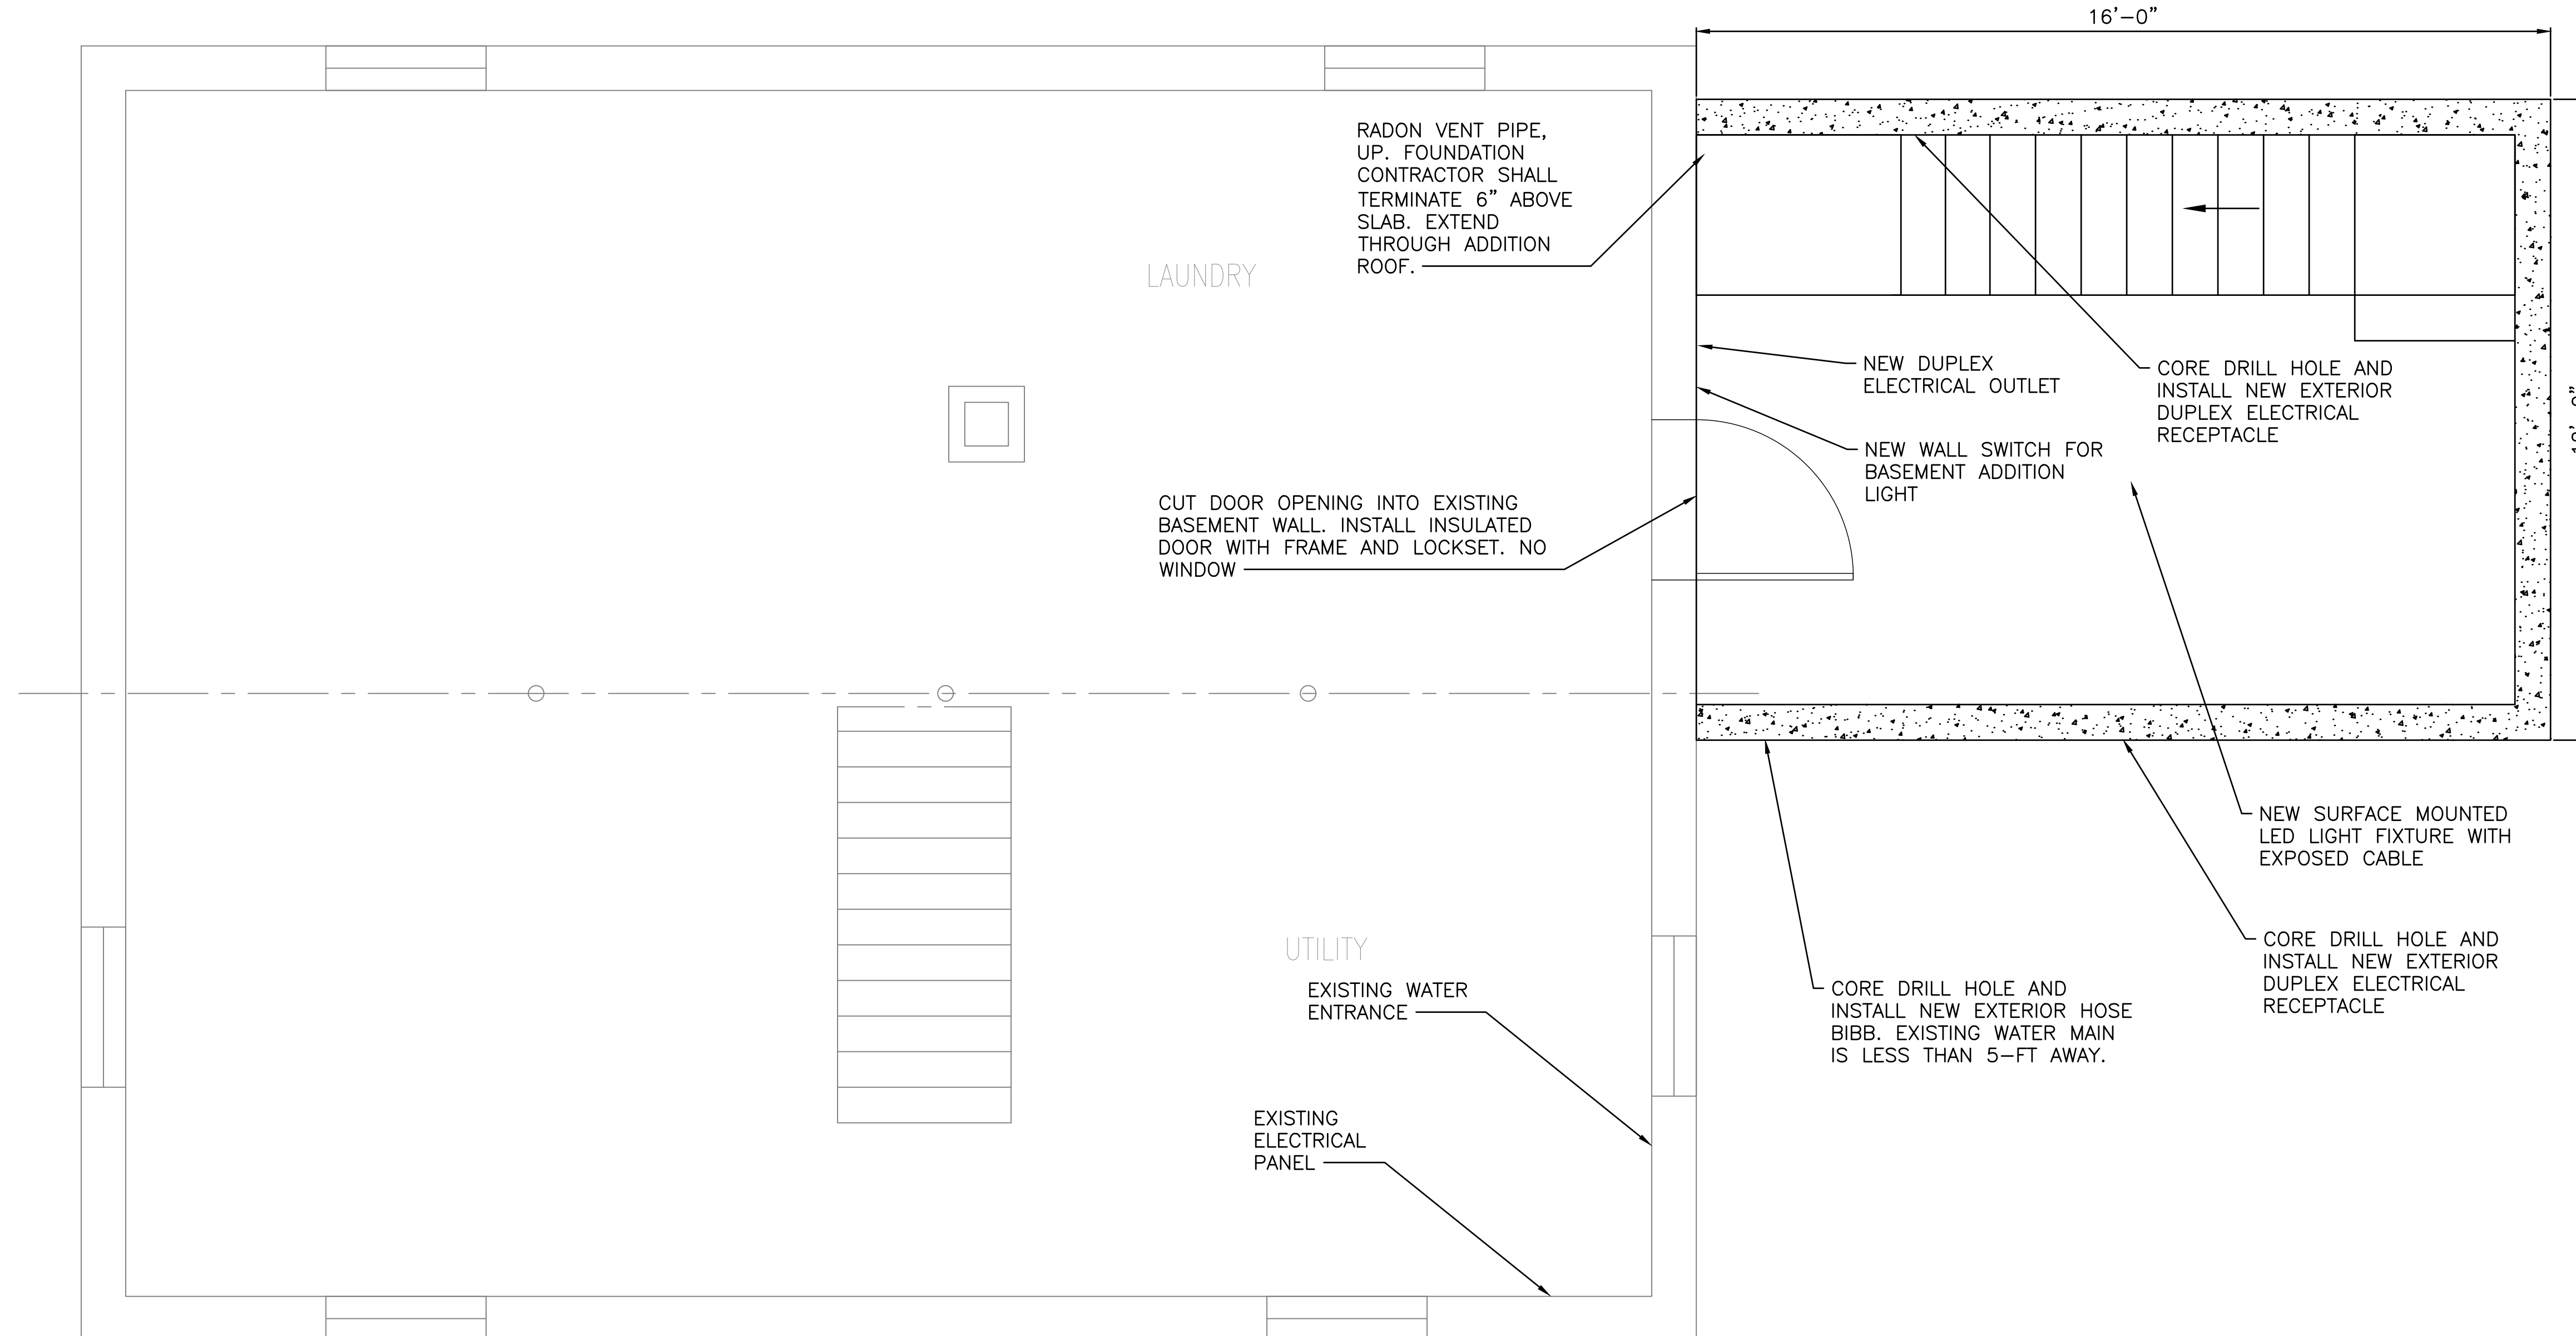 16'-0"
RADON VENT PIPE,
UP. FOUNDATION
CONTRACTOR SHALL
TERMINATE 6" ABOVE
SLAB. EXTEND
THROUGH ADDITION
ROOF.
LAUNDRY
NEW DUPLEX
ELECTRICAL OUTLET
CORE DRILL HOLE AND
INSTALL NEW EXTERIOR
DUPLEX ELECTRICAL
RECEPTACLE
NEW WALL SWITCH FOR
BASEMENT ADDITION
LIGHT
CUT DOOR OPENING INTO EXISTING
BASEMENT WALL. INSTALL INSULATED
DOOR WITH FRAME AND LOCKSET. NO
WINDOW
NEW SURFACE MOUNTED
LED LIGHT FIXTURE WITH
EXPOSED CABLE
UTILITY
EXISTING WATER
ENTRANCE
CORE DRILL HOLE AND
INSTALL NEW EXTERIOR HOSE
BIBB. EXISTING WATER MAIN
IS LESS THAN 5-FT AWAY.
CORE DRILL HOLE AND
INSTALL NEW EXTERIOR
DUPLEX ELECTRICAL
RECEPTACLE
EXISTING
ELECTRICAL
PANEL